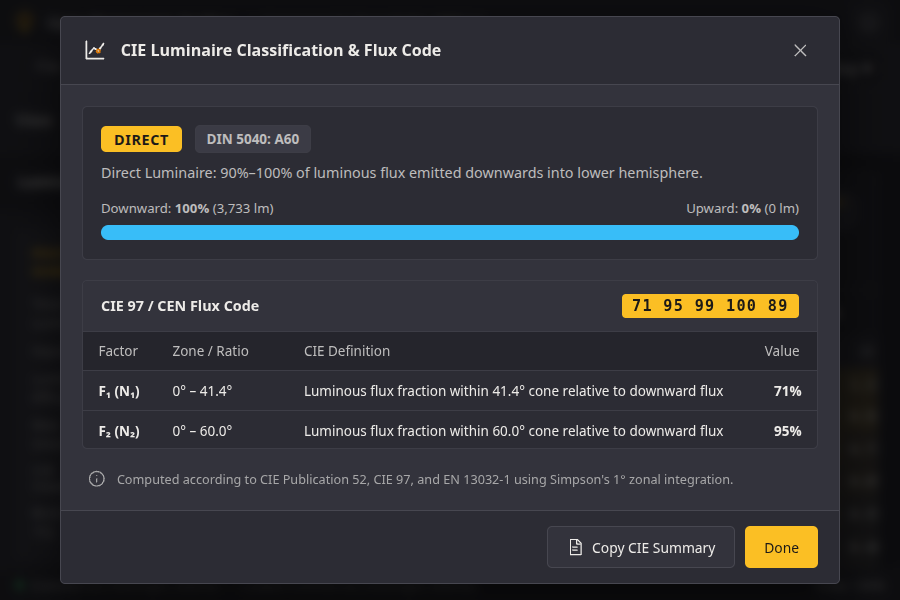 CIE Luminaire Classification & Flux Code
DIRECT
DIN 5040: A60
Direct Luminaire: 90%–100% of luminous flux emitted downwards into lower hemisphere.
Downward: 100% (3,733 lm)
Upward: 0% (0 lm)
CIE 97 / CEN Flux Code
71 95 99 100 89
Factor Zone / Ratio CIE Definition Value
F₁ (N₁) 0° – 41.4° Luminous flux fraction within 41.4° cone relative to downward flux 71%
F₂ (N₂) 0° – 60.0° Luminous flux fraction within 60.0° cone relative to downward flux 95%
Computed according to CIE Publication 52, CIE 97, and EN 13032-1 using Simpson's 1° zonal integration.
Copy CIE Summary
Done